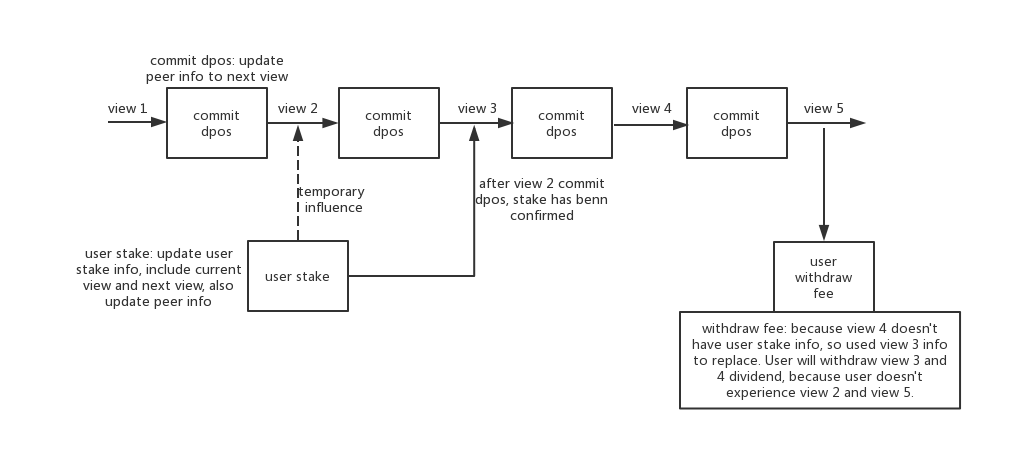 commit dpos: update
peer info to next view
view 1
commit
dpos
view 2
commit
dpos
view 3
commit
dpos
view 4
commit
dpos
view 5
temporary
influence
after view 2 commit
dpos, stake has benn
confirmed
user stake: update user
stake info, include current
view and next view, also
update peer info
user stake
user
withdraw
fee
withdraw fee: because view 4 doesn't
have user stake info, so used view 3 info
to replace. User will withdraw view 3 and
4 dividend, because user doesn't
experience view 2 and view 5.